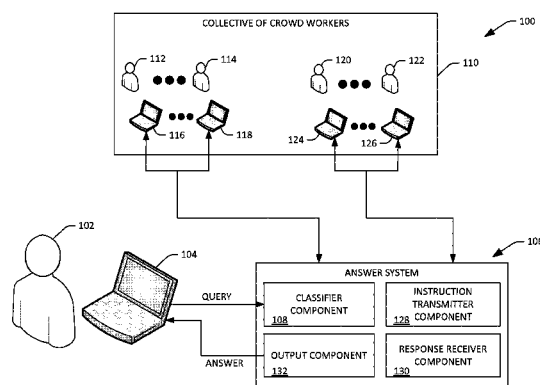 COLLECTIVE OF CROWD WORKERS
100
110
112
114
120
122
116
118
124
126
102
104
106
ANSWER SYSTEM
QUERY
CLASSIFIER
COMPONENT
108
INSTRUCTION
TRANSMITTER
COMPONENT
128
ANSWER
OUTPUT COMPONENT
132
RESPONSE RECEIVER
COMPONENT
130